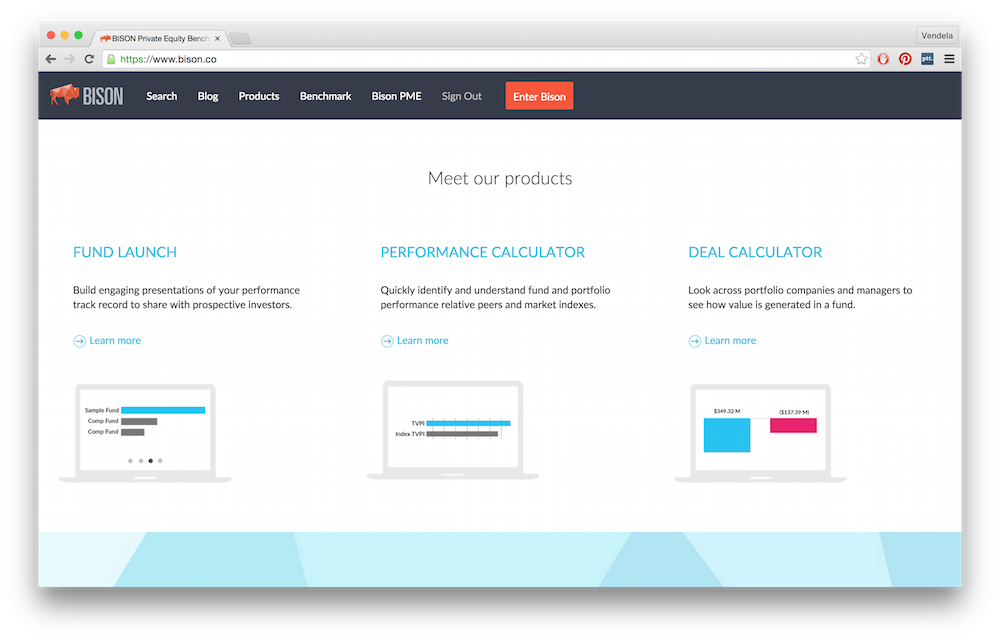 BISON Private Equity Bench
Vendela
https://www.bison.co
ptt.
BISON
Search
Blog
Products
Benchmark
Bison PME
Sign Out
Enter Bison
Meet our products
FUND LAUNCH
Build engaging presentations of your performance
track record to share with prospective investors.
Learn more
Sample Fund
Comp Fund
Comp Fund
PERFORMANCE CALCULATOR
Quickly identify and understand fund and portfolio
performance relative peers and market indexes.
Learn more
TVPI
Index TVPI
DEAL CALCULATOR
Look across portfolio companies and managers to
see how value is generated in a fund.
Learn more
$349.32 M
($137.39 M)